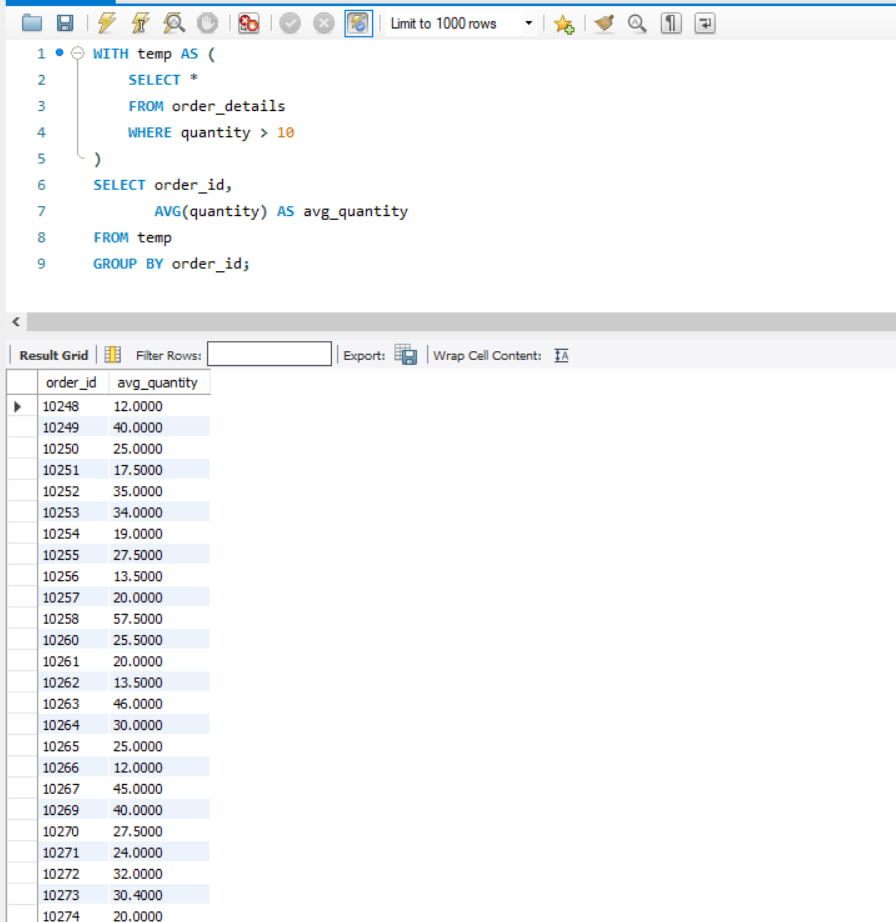 Limit to 1000 rows
1 WITH temp AS (
2 SELECT *
3 FROM order_details
4 WHERE quantity > 10
5 )
6 SELECT order_id,
7 AVG(quantity) AS avg_quantity
8 FROM temp
9 GROUP BY order_id;
Result Grid Filter Rows: Export: Wrap Cell Content: IA
order_id avg_quantity
10248 12.0000
10249 40.0000
10250 25.0000
10251 17.5000
10252 35.0000
10253 34.0000
10254 19.0000
10255 27.5000
10256 13.5000
10257 20.0000
10258 57.5000
10260 25.5000
10261 20.0000
10262 13.5000
10263 46.0000
10264 30.0000
10265 25.0000
10266 12.0000
10267 45.0000
10269 40.0000
10270 27.5000
10271 24.0000
10272 32.0000
10273 30.4000
10274 20.0000